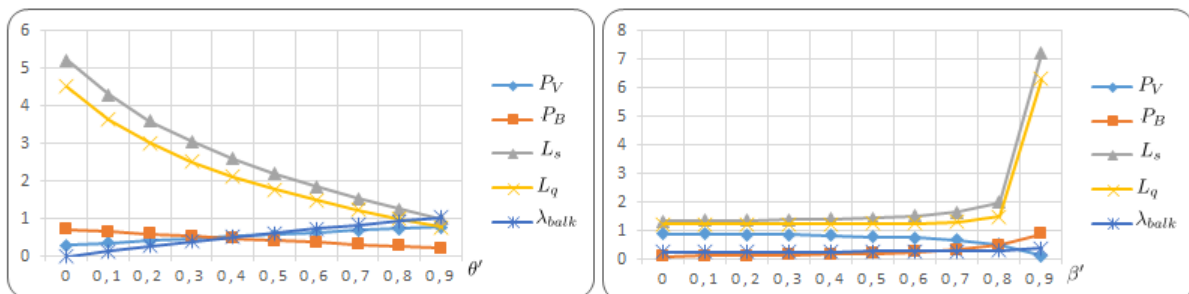 6
5
4
3
2
1
0
0 0,1 0,2 0,3 0,4 0,5 0,6 0,7 0,8 0,9 θ′
P_V
P_B
L_s
L_q
λ_balk
8
7
6
5
4
3
2
1
0
0 0,1 0,2 0,3 0,4 0,5 0,6 0,7 0,8 0,9 β′
P_V
P_B
L_s
L_q
λ_balk